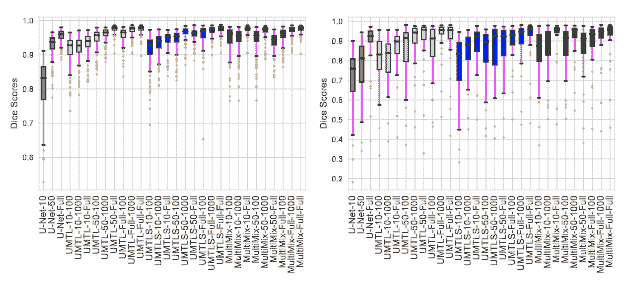 1.0
0.9
0.8
0.7
0.6
Dice Scores
U-Net-10
U-Net-50
U-Net-Full
UMTL-10-100
UMTL-10-1000
UMTL-10-Full
UMTL-50-100
UMTL-50-1000
UMTL-50-Full
UMTL-Full-100
UMTL-Full-1000
UMTL-Full-Full
UMTLS-10-100
UMTLS-10-1000
UMTLS-10-Full
UMTLS-50-100
UMTLS-50-1000
UMTLS-50-Full
UMTLS-Full-100
UMTLS-Full-1000
UMTLS-Full-Full
MultiMix-10-100
MultiMix-10-1000
MultiMix-10-Full
MultiMix-50-100
MultiMix-50-1000
MultiMix-50-Full
MultiMix-Full-100
MultiMix-Full-1000
MultiMix-Full-Full
1.0
0.9
0.8
0.7
0.6
0.5
0.4
0.3
0.2
Dice Scores
U-Net-10
U-Net-50
U-Net-Full
UMTL-10-100
UMTL-10-1000
UMTL-10-Full
UMTL-50-100
UMTL-50-1000
UMTL-50-Full
UMTL-Full-100
UMTL-Full-1000
UMTL-Full-Full
UMTLS-10-100
UMTLS-10-1000
UMTLS-10-Full
UMTLS-50-100
UMTLS-50-1000
UMTLS-50-Full
UMTLS-Full-100
UMTLS-Full-1000
UMTLS-Full-Full
MultiMix-10-100
MultiMix-10-1000
MultiMix-10-Full
MultiMix-50-100
MultiMix-50-1000
MultiMix-50-Full
MultiMix-Full-100
MultiMix-Full-1000
MultiMix-Full-Full